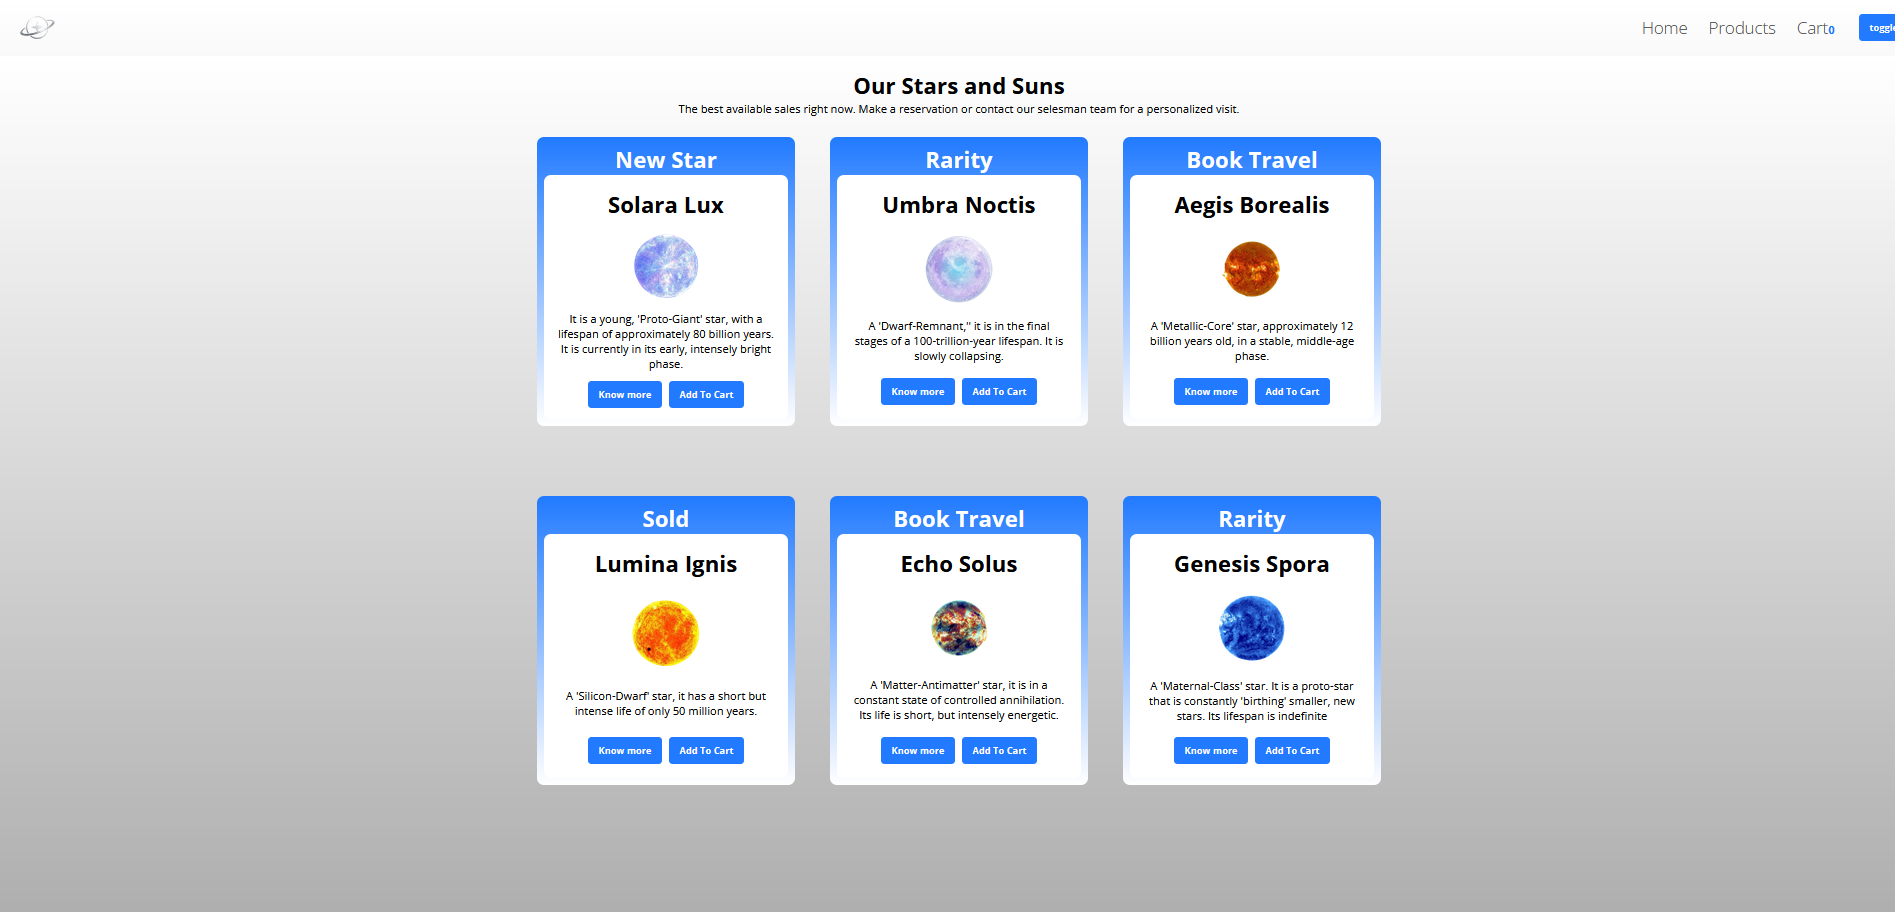 Home Products Cart0 toggle
Our Stars and Suns
The best available sales right now. Make a reservation or contact our selesman team for a personalized visit.
New Star
Solara Lux
It is a young, 'Proto-Giant' star, with a
lifespan of approximately 80 billion years.
It is currently in its early, intensely bright
phase.
Know more Add To Cart
Rarity
Umbra Noctis
A 'Dwarf-Remnant,'' it is in the final
stages of a 100-trillion-year lifespan. It is
slowly collapsing.
Know more Add To Cart
Book Travel
Aegis Borealis
A 'Metallic-Core' star, approximately 12
billion years old, in a stable, middle-age
phase.
Know more Add To Cart
Sold
Lumina Ignis
A 'Silicon-Dwarf' star, it has a short but
intense life of only 50 million years.
Know more Add To Cart
Book Travel
Echo Solus
A 'Matter-Antimatter' star, it is in a
constant state of controlled annihilation.
Its life is short, but intensely energetic.
Know more Add To Cart
Rarity
Genesis Spora
A 'Maternal-Class' star. It is a proto-star
that is constantly 'birthing' smaller, new
stars. Its lifespan is indefinite
Know more Add To Cart